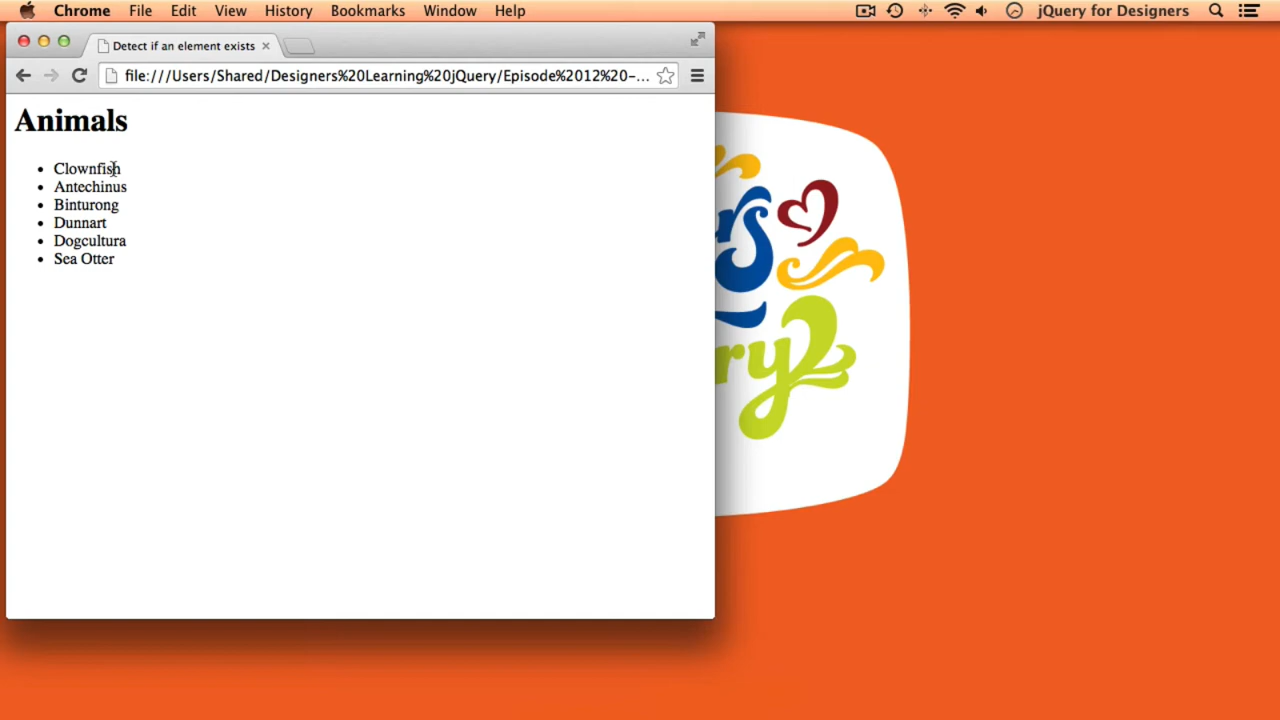 Chrome File Edit View History Bookmarks Window Help jQuery for Designers
Detect if an element exists
file:///Users/Shared/Designers%20Learning%20jQuery/Episode%2012%20-...
Animals
Clownfish
Antechinus
Binturong
Dunnart
Dogcultura
Sea Otter